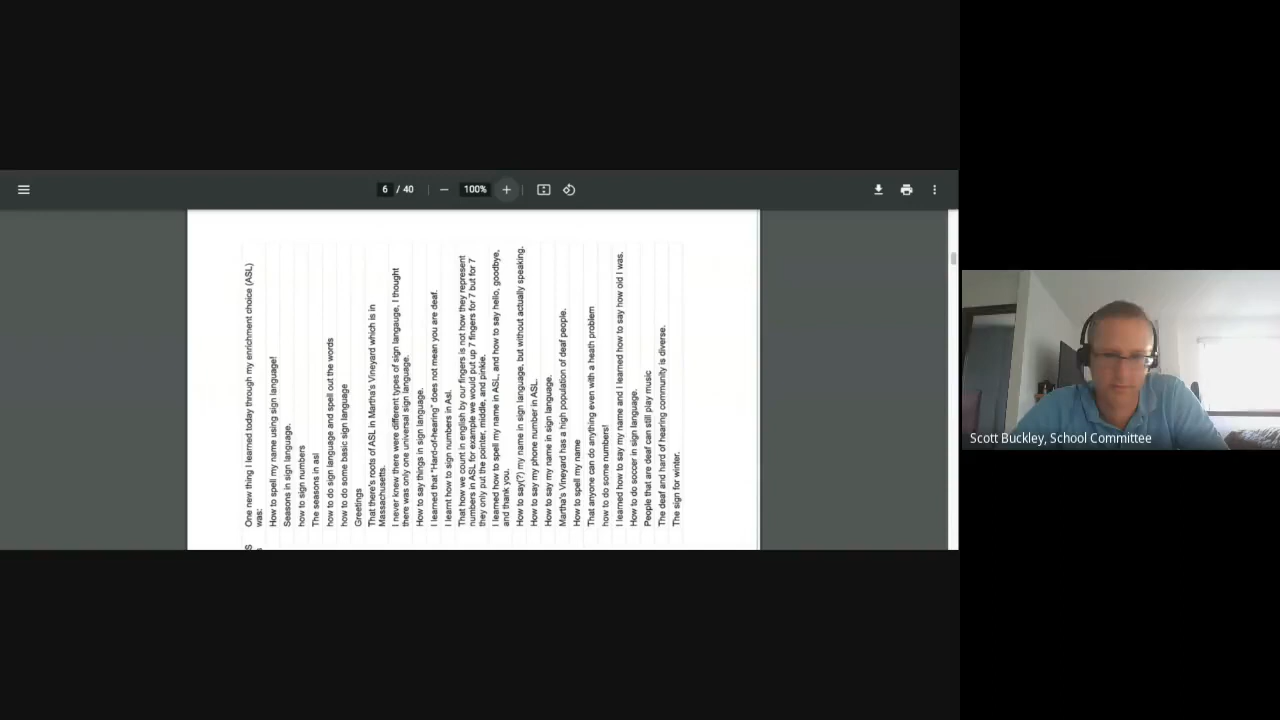 6 / 40
100%
One new thing I learned today through my enrichment choice (ASL)
was:
How to spell my name using sign language!
Seasons in sign language.
how to sign numbers
The seasons in asl
how to do sign language and spell out the words
how to do some basic sign language
Greetings
That there's roots of ASL in Martha's Vineyard which is in
Massachusetts.
I never knew there were different types of sign langauge, I thought
there was only one universal sign language.
How to say things in sign language.
I learned that "Hard-of-hearing" does not mean you are deaf.
I learnt how to sign numbers in Asl.
That how we count in english by our fingers is not how they represent
numbers in ASL for example we would put up 7 fingers for 7 but for 7
they only put the pointer, middle, and pinkie.
I learned how to spell my name in ASL, and how to say hello, goodbye,
and thank you.
How to say(?) my name in sign language, but without actually speaking.
How to say my phone number in ASL.
How to say my name in sign language.
Martha's Vineyard has a high population of deaf people.
How to spell my name
That anyone can do anything even with a heath problem
how to do some numbers!
I learned how to say my name and I learned how to say how old I was.
How to do soccer in sign language.
People that are deaf can still play music
The deaf and hard of hearing community is diverse.
The sign for winter.
Scott Buckley, School Committee